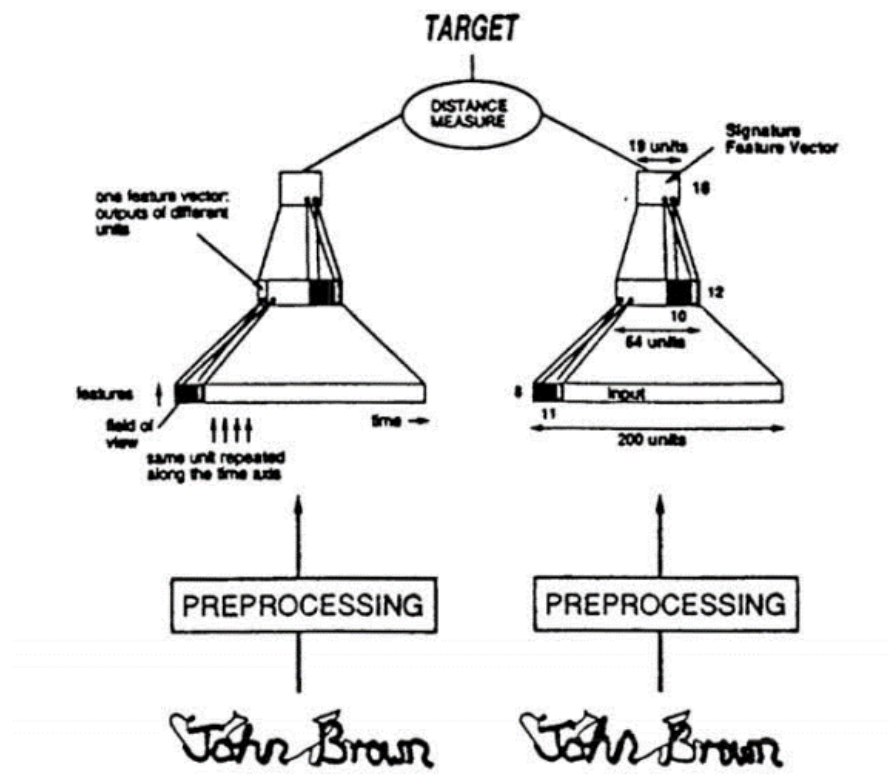 TARGET
DISTANCE
MEASURE
one feature vector:
outputs of different
units
19 units
Signature
Feature Vector
16
12
10
64 units
features
field of
view
time
same unit repeated
along the time axis
8
11
input
200 units
PREPROCESSING
PREPROCESSING
John Brown
John Brown